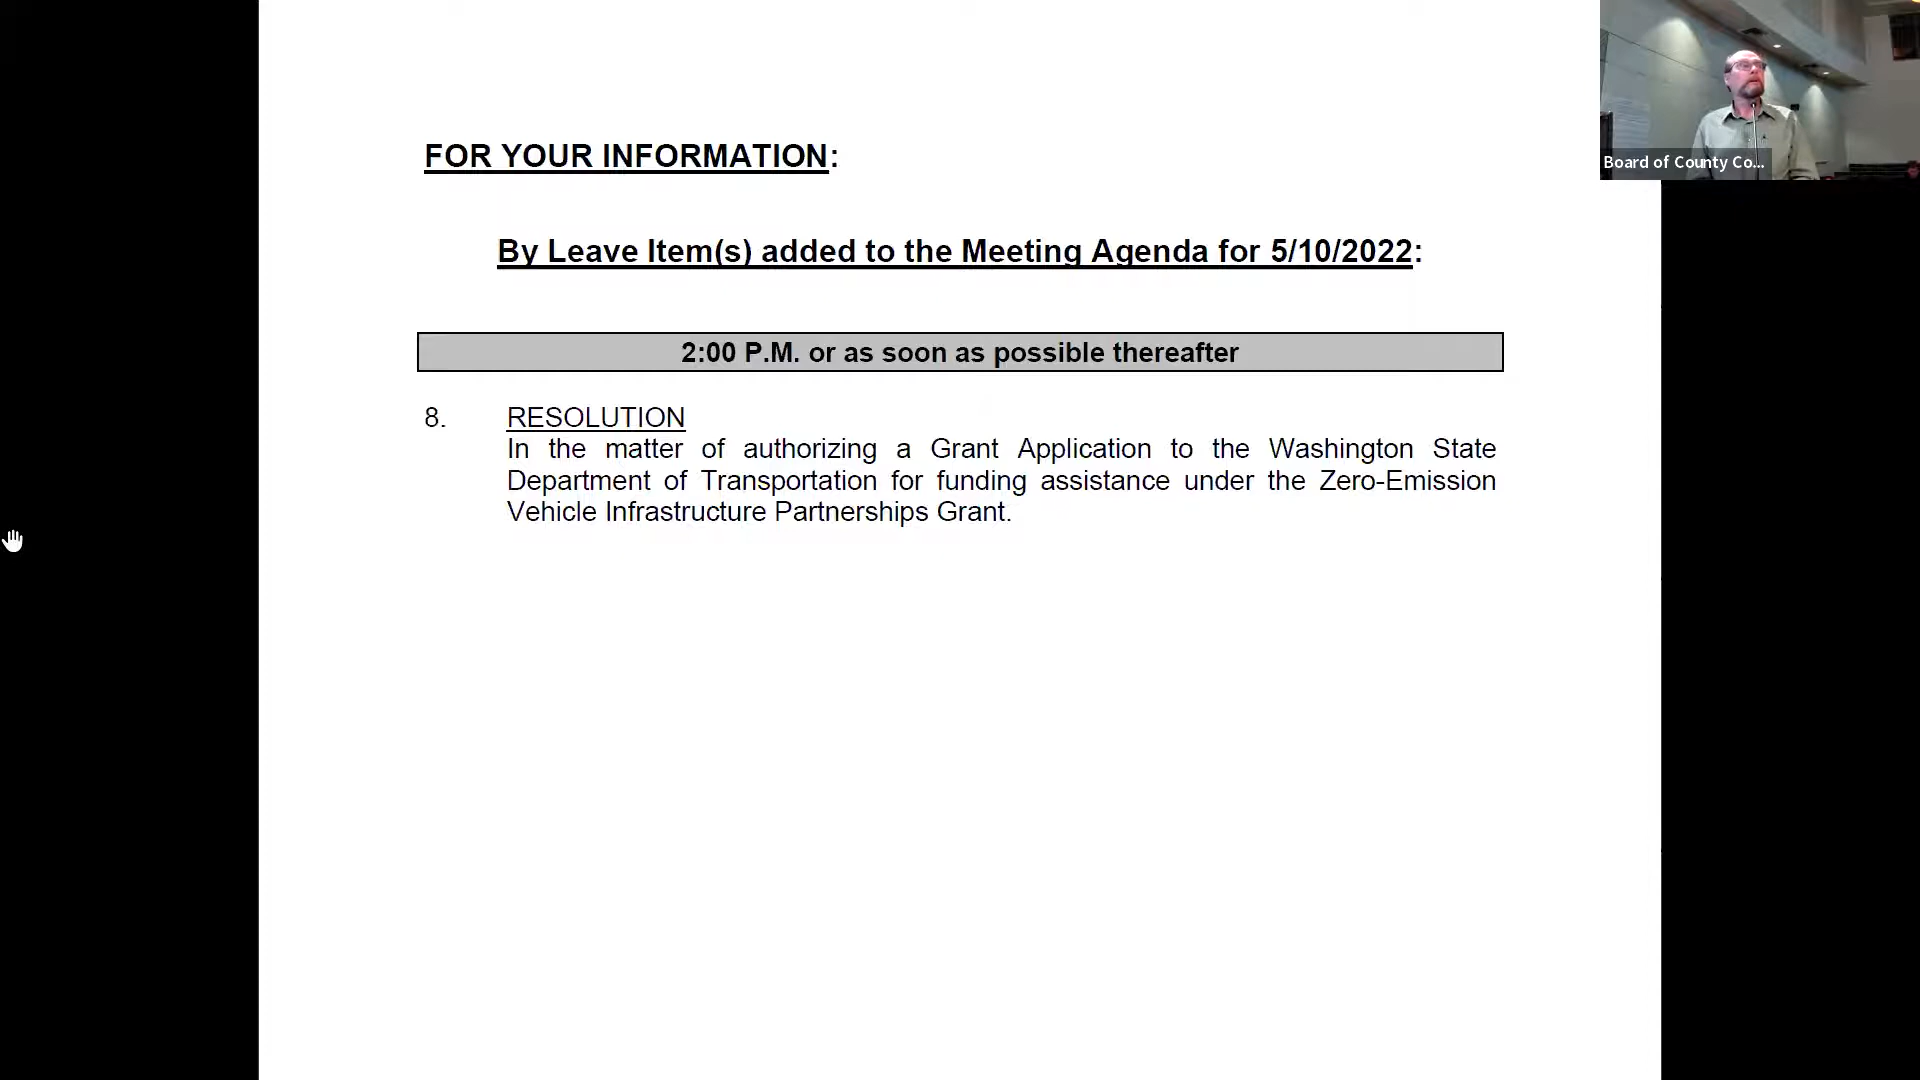 FOR YOUR INFORMATION:
By Leave Item(s) added to the Meeting Agenda for 5/10/2022:
2:00 P.M. or as soon as possible thereafter
8. RESOLUTION
In the matter of authorizing a Grant Application to the Washington State
Department of Transportation for funding assistance under the Zero-Emission
Vehicle Infrastructure Partnerships Grant.
Board of County Co...